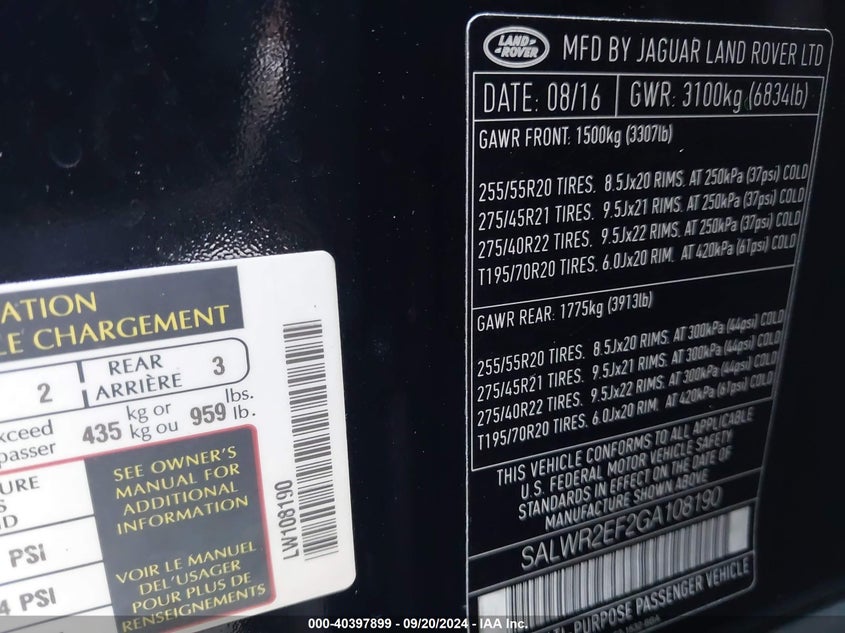 ATION
E CHARGEMENT
2
REAR
ARRIÈRE
3
xceed
passer
435 kg or
kg ou 959 lbs.
lb.
URE
S
D
PSI
4 PSI
SEE OWNER'S
MANUAL FOR
ADDITIONAL
INFORMATION
VOIR LE MANUEL
DEL'USAGER
POUR PLUS DE
RENSEIGNEMENTS
LW108190
LAND
ROVER
MFD BY JAGUAR LAND ROVER LTD
DATE: 08/16
GWR: 3100kg (6834lb)
GAWR FRONT: 1500kg (3307lb)
255/55R20 TIRES. 8.5Jx20 RIMS. AT 250kPa (37psi) COLD
275/45R21 TIRES. 9.5Jx21 RIMS. AT 250kPa (37psi) COLD
275/40R22 TIRES. 9.5Jx22 RIMS. AT 250kPa (37psi) COLD
T195/70R20 TIRES. 6.0Jx20 RIM. AT 420kPa (61psi) COLD
GAWR REAR: 1775kg (3913lb)
255/55R20 TIRES. 8.5Jx20 RIMS. AT 300kPa (44psi) COLD
275/45R21 TIRES. 9.5Jx21 RIMS. AT 300kPa (44psi) COLD
275/40R22 TIRES. 9.5Jx22 RIMS. AT 300kPa (44psi) COLD
T195/70R20 TIRES. 6.0Jx20 RIM. AT 420kPa (61psi) COLD
THIS VEHICLE CONFORMS TO ALL APPLICABLE
U.S. FEDERAL MOTOR VEHICLE SAFETY
STANDARDS IN EFFECT ON THE DATE OF
MANUFACTURE SHOWN ABOVE
SALWR2EF2GA108190
PURPOSE PASSENGER VEHICLE
000-40397899 - 09/20/2024 - IAA Inc.